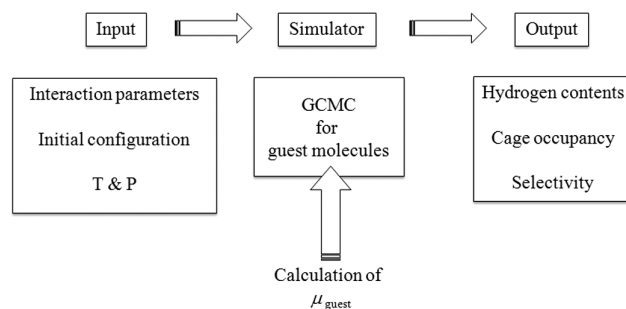 Input
Simulator
Output
Interaction parameters
Initial configuration
T & P
GCMC
for
guest molecules
Hydrogen contents
Cage occupancy
Selectivity
Calculation of
μguest